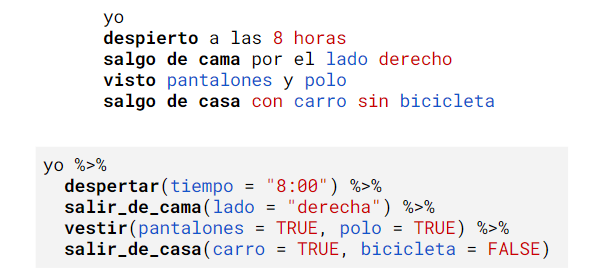 yo
despierto a las 8 horas
salgo de cama por el lado derecho
visto pantalones y polo
salgo de casa con carro sin bicicleta
yo %>%
despertar(tiempo = "8:00") %>%
salir_de_cama(lado = "derecha") %>%
vestir(pantalones = TRUE, polo = TRUE) %>%
salir_de_casa(carro = TRUE, bicicleta = FALSE)